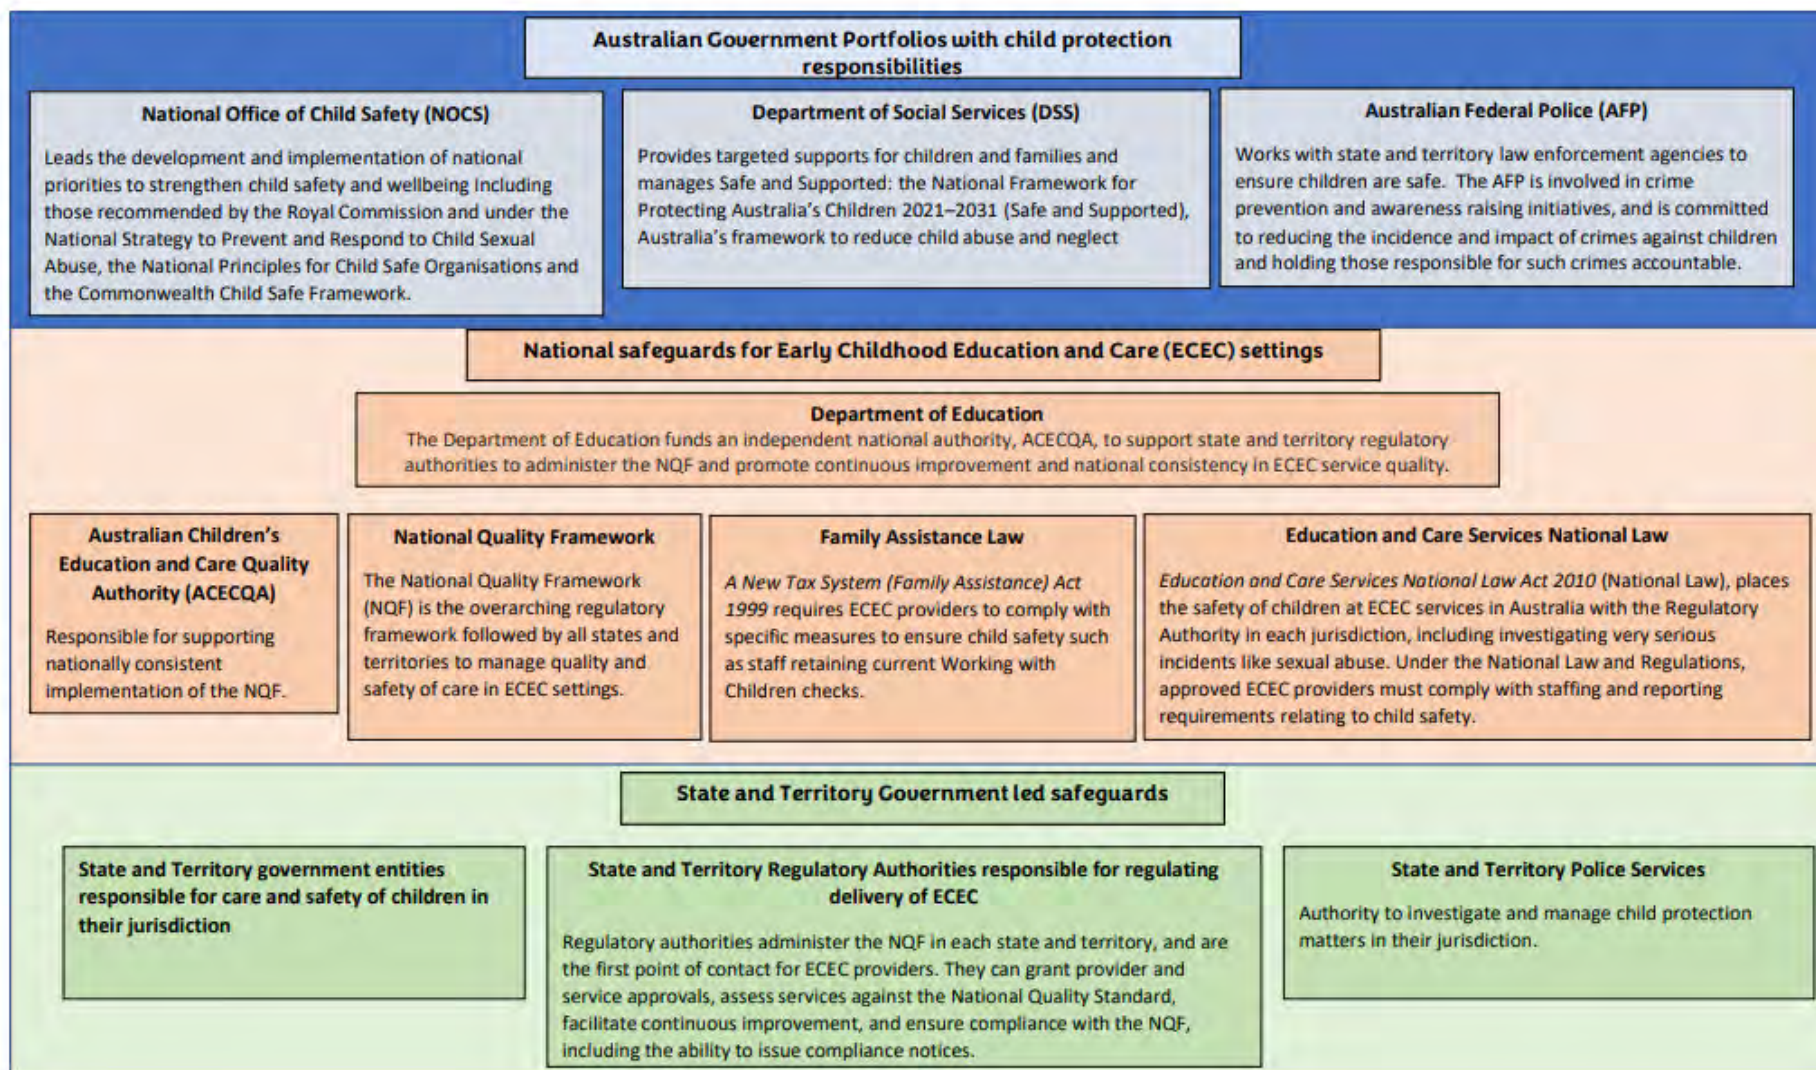 Australian Government Portfolios with child protection
responsibilities
National Office of Child Safety (NOCS)
Leads the development and implementation of national
priorities to strengthen child safety and wellbeing including
those recommended by the Royal Commission and under the
National Strategy to Prevent and Respond to Child Sexual
Abuse, the National Principles for Child Safe Organisations and
the Commonwealth Child Safe Framework.
Department of Social Services (DSS)
Provides targeted supports for children and families and
manages Safe and Supported: the National Framework for
Protecting Australia's Children 2021–2031 (Safe and Supported),
Australia's framework to reduce child abuse and neglect
Australian Federal Police (AFP)
Works with state and territory law enforcement agencies to
ensure children are safe. The AFP is involved in crime
prevention and awareness raising initiatives, and is committed
to reducing the incidence and impact of crimes against children
and holding those responsible for such crimes accountable.
National safeguards for Early Childhood Education and Care (ECEC) settings
Department of Education
The Department of Education funds an independent national authority, ACECQA, to support state and territory regulatory
authorities to administer the NQF and promote continuous improvement and national consistency in ECEC service quality.
Australian Children's
Education and Care Quality
Authority (ACECQA)
Responsible for supporting
nationally consistent
implementation of the NQF.
National Quality Framework
The National Quality Framework
(NQF) is the overarching regulatory
framework followed by all states and
territories to manage quality and
safety of care in ECEC settings.
Family Assistance Law
A New Tax System (Family Assistance) Act
1999 requires ECEC providers to comply with
specific measures to ensure child safety such
as staff retaining current Working with
Children checks.
Education and Care Services National Law
Education and Care Services National Law Act 2010 (National Law), places
the safety of children at ECEC services in Australia with the Regulatory
Authority in each jurisdiction, including investigating very serious
incidents like sexual abuse. Under the National Law and Regulations,
approved ECEC providers must comply with staffing and reporting
requirements relating to child safety.
State and Territory Government led safeguards
State and Territory government entities
responsible for care and safety of children in
their jurisdiction
State and Territory Regulatory Authorities responsible for regulating
delivery of ECEC
Regulatory authorities administer the NQF in each state and territory, and are
the first point of contact for ECEC providers. They can grant provider and
service approvals, assess services against the National Quality Standard,
facilitate continuous improvement, and ensure compliance with the NQF,
including the ability to issue compliance notices.
State and Territory Police Services
Authority to investigate and manage child protection
matters in their jurisdiction.